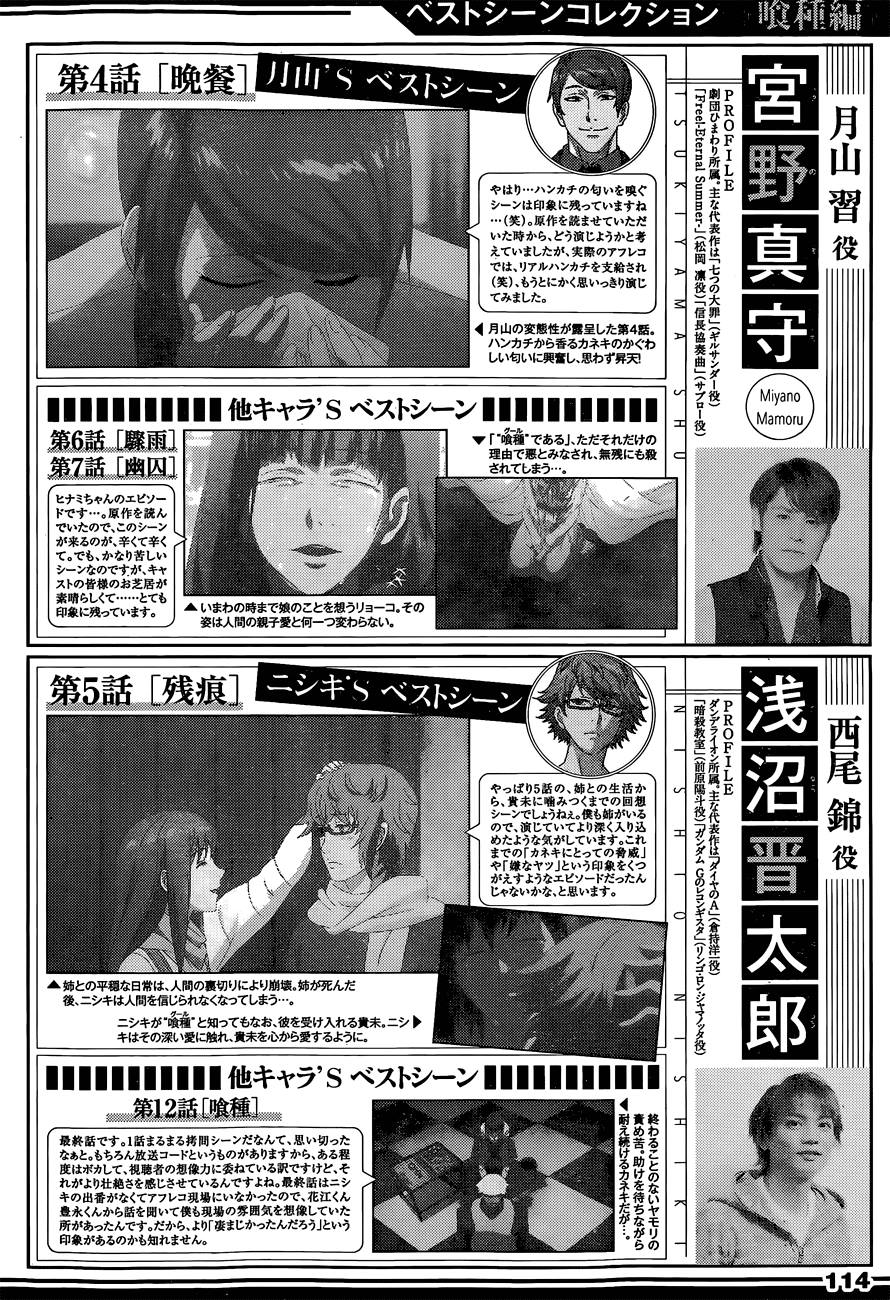 ベストシーンコレクション 喰種編
月山 習 役
宮野真守
Miyano
Mamoru
PROFILE
劇団ひまわり所属。主な代表作は「七つの大罪」（ギルサンダー役）
「Free!-Eternal Summer-」（松岡 凛役）「信長協奏曲」（サブロー役）
TSUKIYAMA SHU
第4話［晩餐］
月山'S ベストシーン
やはり…ハンカチの匂いを嗅ぐ
シーンは印象に残っていますね
…（笑）。原作を読ませていただ
いた時から、どう演じようかと考
えていましたが、実際のアフレコ
では、リアルハンカチを支給され
（笑）、もうとにかく思いっきり演じ
てみました。
◀月山の変態性が露呈した第4話。
ハンカチから香るカネキのかぐわ
しい匂いに興奮し、思わず昇天!
他キャラ'S ベストシーン
第6話［驟雨］
第7話［幽囚］
ヒナミちゃんのエピソー
ドです…。原作を読ん
でいたので、このシーン
が来るのが、辛くて辛く
て。でも、かなり苦しい
シーンなのですが、キャ
ストの皆様のお芝居が
素晴らしくて……とても
印象に残っています。
▼「“喰種”である」、ただそれだけの
グール
理由で悪とみなされ、無残にも殺
されてしまう…。
▲いまわの時まで娘のことを想うリョーコ。その
姿は人間の親子愛と何一つ変わらない。
西尾 錦 役
浅沼晋太郎
PROFILE
ダンデライオン所属。主な代表作は「ダイヤのA」（倉持洋一役）
「暗殺教室」（前原陽斗役）「ガンダム Gのレコンギスタ」（リンゴ・ロン・ジャマノッタ役）
NISHIO NISHIKI
第5話［残痕］
ニシキ'S ベストシーン
やっぱり5話の、姉との生活か
ら、貴未に噛みつくまでの回想
シーンでしょうねぇ。僕も姉がいる
ので、演じていてより深く入り込
めたような気がしています。これ
までの「カネキにとっての脅威」
や「嫌なヤツ」という印象をくつ
がえすようなエピソードだったん
じゃないかな、と思います。
▲姉との平穏な日常は、人間の裏切りにより崩壊。姉が死んだ
後、ニシキは人間を信じられなくなってしまう…。
グール
ニシキが“喰種”と知ってもなお、彼を受け入れる貴未。ニシ▶
キはその深い愛に触れ、貴未を心から愛するように。
他キャラ'S ベストシーン
第12話［喰種］
最終話です。1話まるまる拷問シーンだなんて、思い切った
なぁと。もちろん放送コードというものがありますから、ある程
度はボカして、視聴者の想像力に委ねている訳ですけど、そ
れがより壮絶さを感じさせているんですよね。最終話はニシ
キの出番がなくてアフレコ現場にいなかったので、花江くん
豊永くんから話を聞いて僕も現場の雰囲気を想像していた
所があったんです。だから、より「凄まじかったんだろう」という
印象があるのかも知れません。
◀終わることのないヤモリの
責め苦。助けを待ちながら
耐え続けるカネキだが…。
114